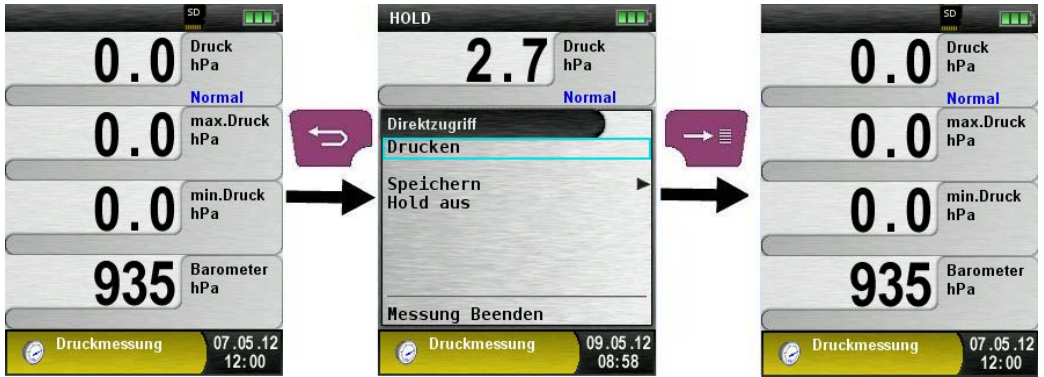 SD
0.0 Druck
hPa
Normal
0.0 max.Druck
hPa
0.0 min.Druck
hPa
935 Barometer
hPa
Druckmessung 07.05.12
12:00
HOLD
2.7 Druck
hPa
Normal
Direktzugriff
Drucken
Speichern
Hold aus
Messung Beenden
Druckmessung 09.05.12
08:58
SD
0.0 Druck
hPa
Normal
0.0 max.Druck
hPa
0.0 min.Druck
hPa
935 Barometer
hPa
Druckmessung 07.05.12
12:00